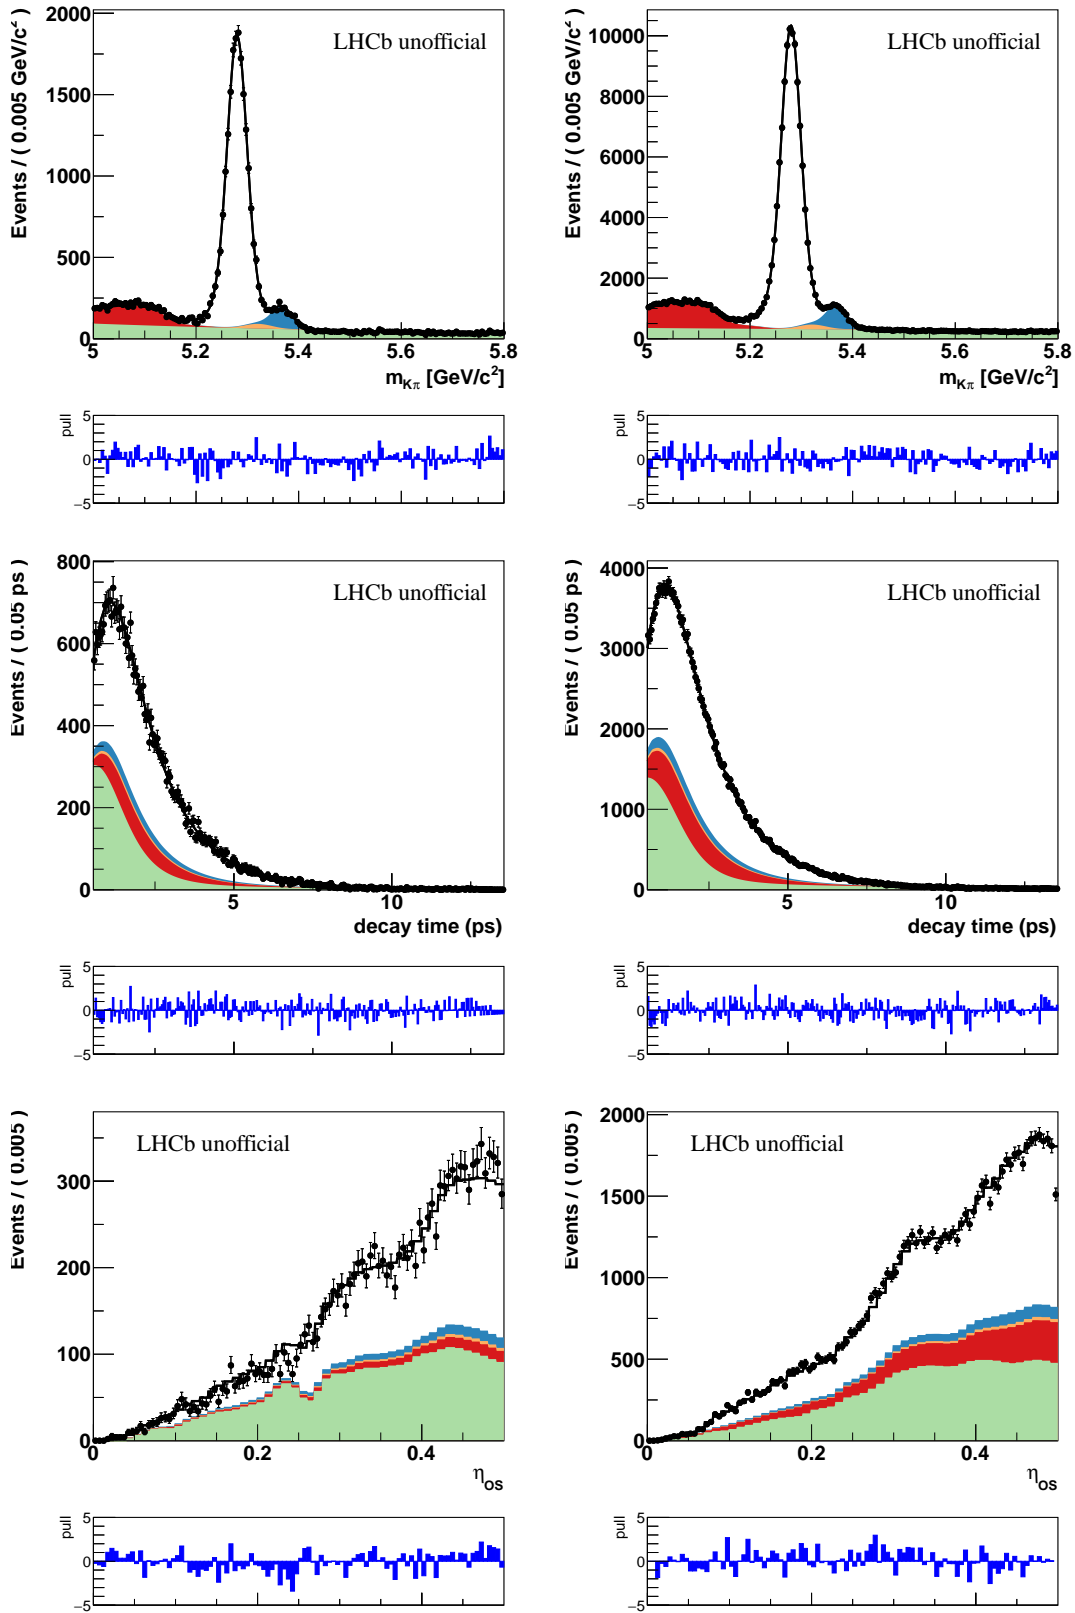 2000
1500
1000
500
0
5
5.2
5.4
5.6
5.8
LHCb unofficial
Events / ( 0.005 GeV/c²)
m_Kπ [GeV/c²]
10000
8000
6000
4000
2000
0
5
5.2
5.4
5.6
5.8
LHCb unofficial
Events / ( 0.005 GeV/c²)
m_Kπ [GeV/c²]
pull
5
0
−5
pull
5
0
−5
800
600
400
200
0
5
10
LHCb unofficial
Events / ( 0.05 ps )
decay time (ps)
4000
3000
2000
1000
0
5
10
LHCb unofficial
Events / ( 0.05 ps )
decay time (ps)
pull
5
0
−5
pull
5
0
−5
300
200
100
0
0
0.2
0.4
LHCb unofficial
Events / ( 0.005 )
η_OS
2000
1500
1000
500
0
0
0.2
0.4
LHCb unofficial
Events / ( 0.005 )
η_OS
pull
5
0
−5
pull
5
0
−5